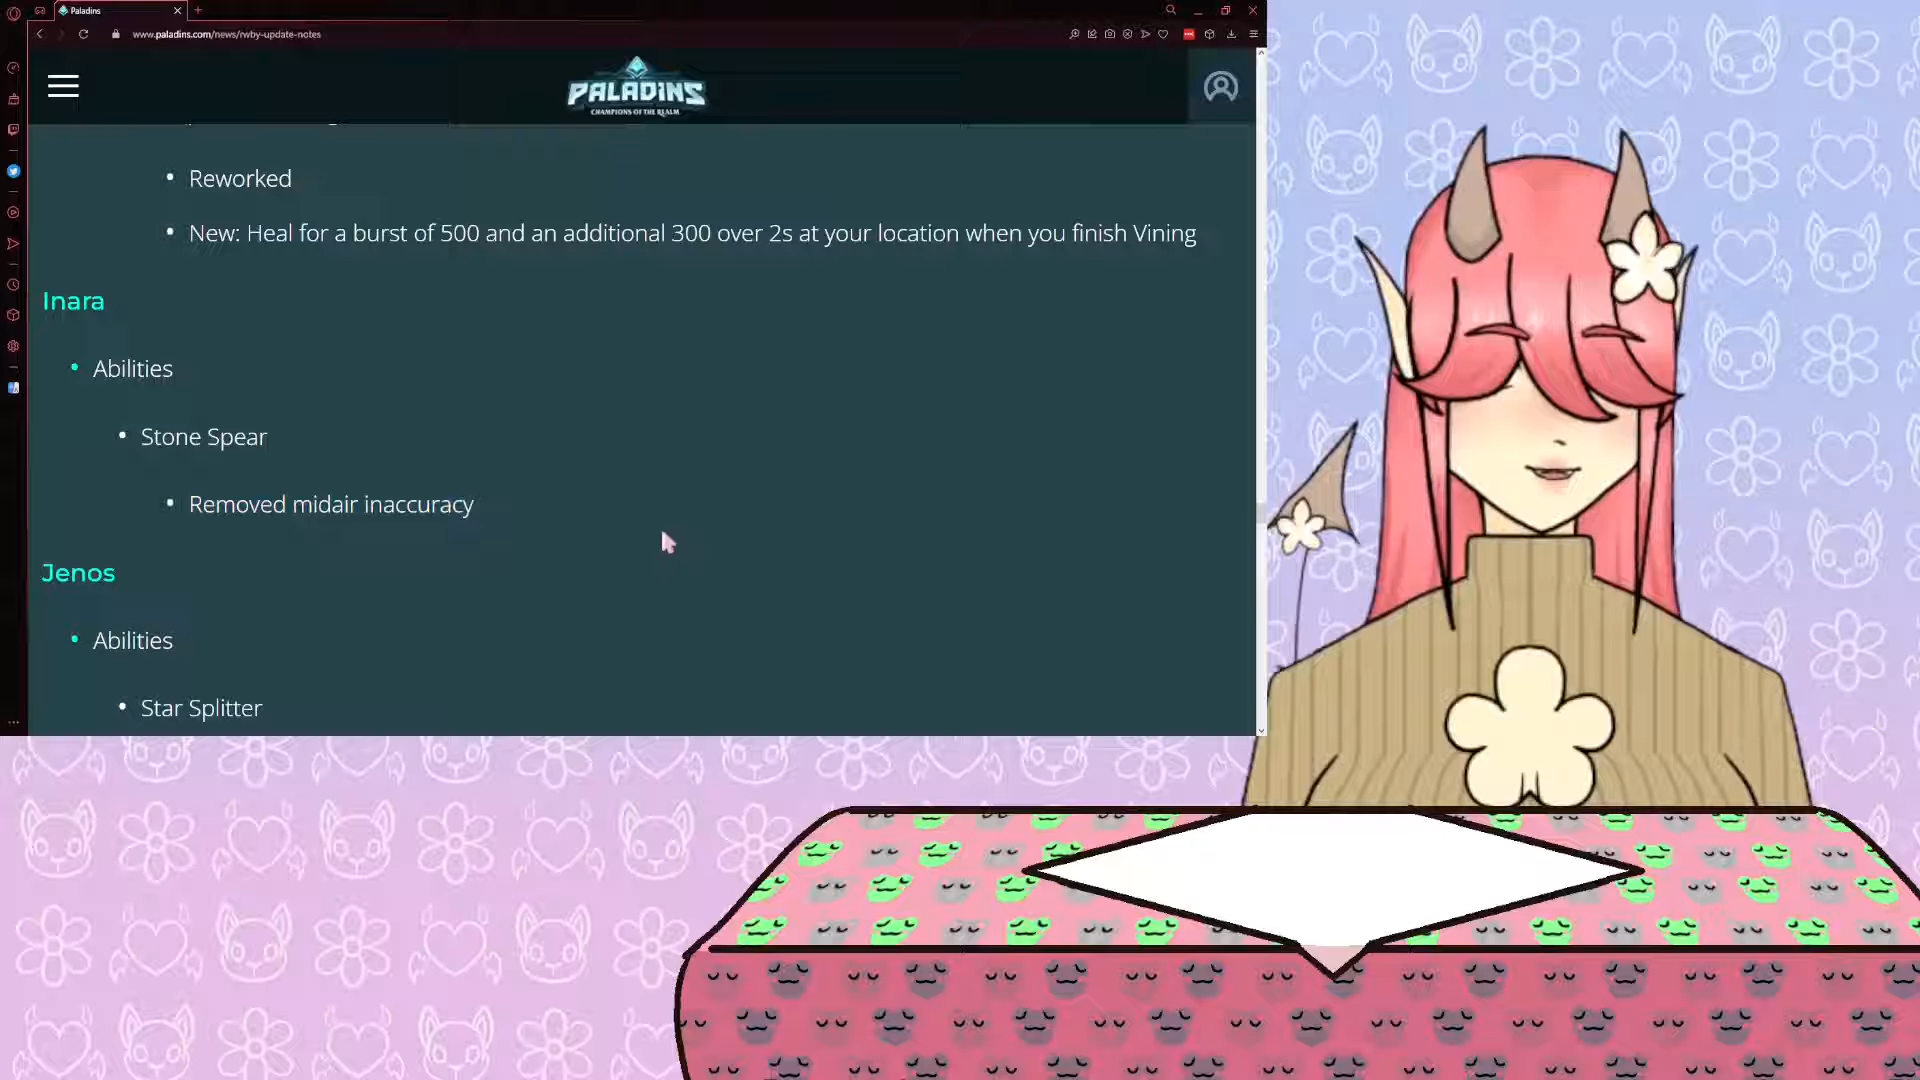 Paladins
www.paladins.com/news/rwby-update-notes
PALADINS
CHAMPIONS OF THE REALM
• Reworked
• New: Heal for a burst of 500 and an additional 300 over 2s at your location when you finish Vining
Inara
• Abilities
• Stone Spear
• Removed midair inaccuracy
Jenos
• Abilities
• Star Splitter